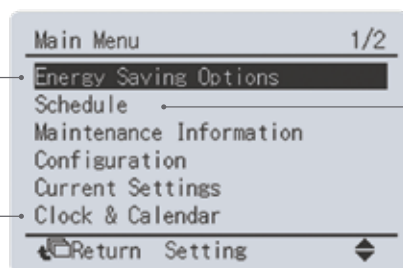 Main Menu 1/2
Energy Saving Options
Schedule
Maintenance Information
Configuration
Current Settings
Clock & Calendar
Return Setting